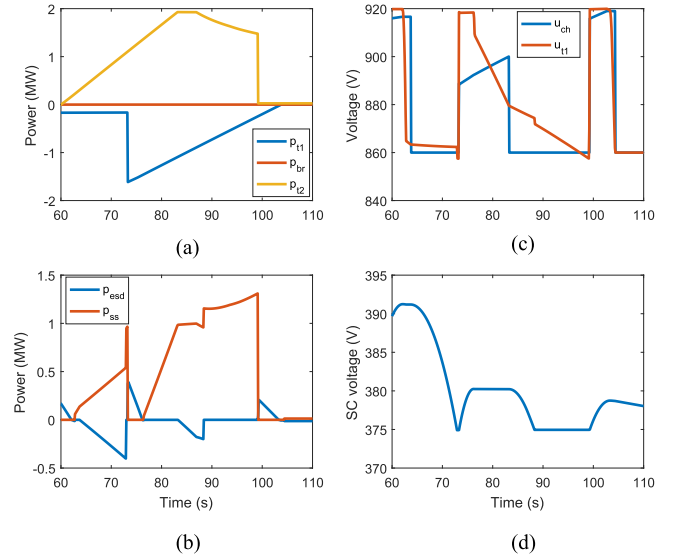 2
1
0
-1
-2
Power (MW)
p_t1
p_br
p_t2
60 70 80 90 100 110
(a)
920
900
880
860
840
Voltage (V)
u_ch
u_t1
60 70 80 90 100 110
(c)
1.5
1
0.5
0
-0.5
Power (MW)
p_esd
p_ss
60 70 80 90 100 110
Time (s)
(b)
395
390
385
380
375
370
SC voltage (V)
60 70 80 90 100 110
Time (s)
(d)